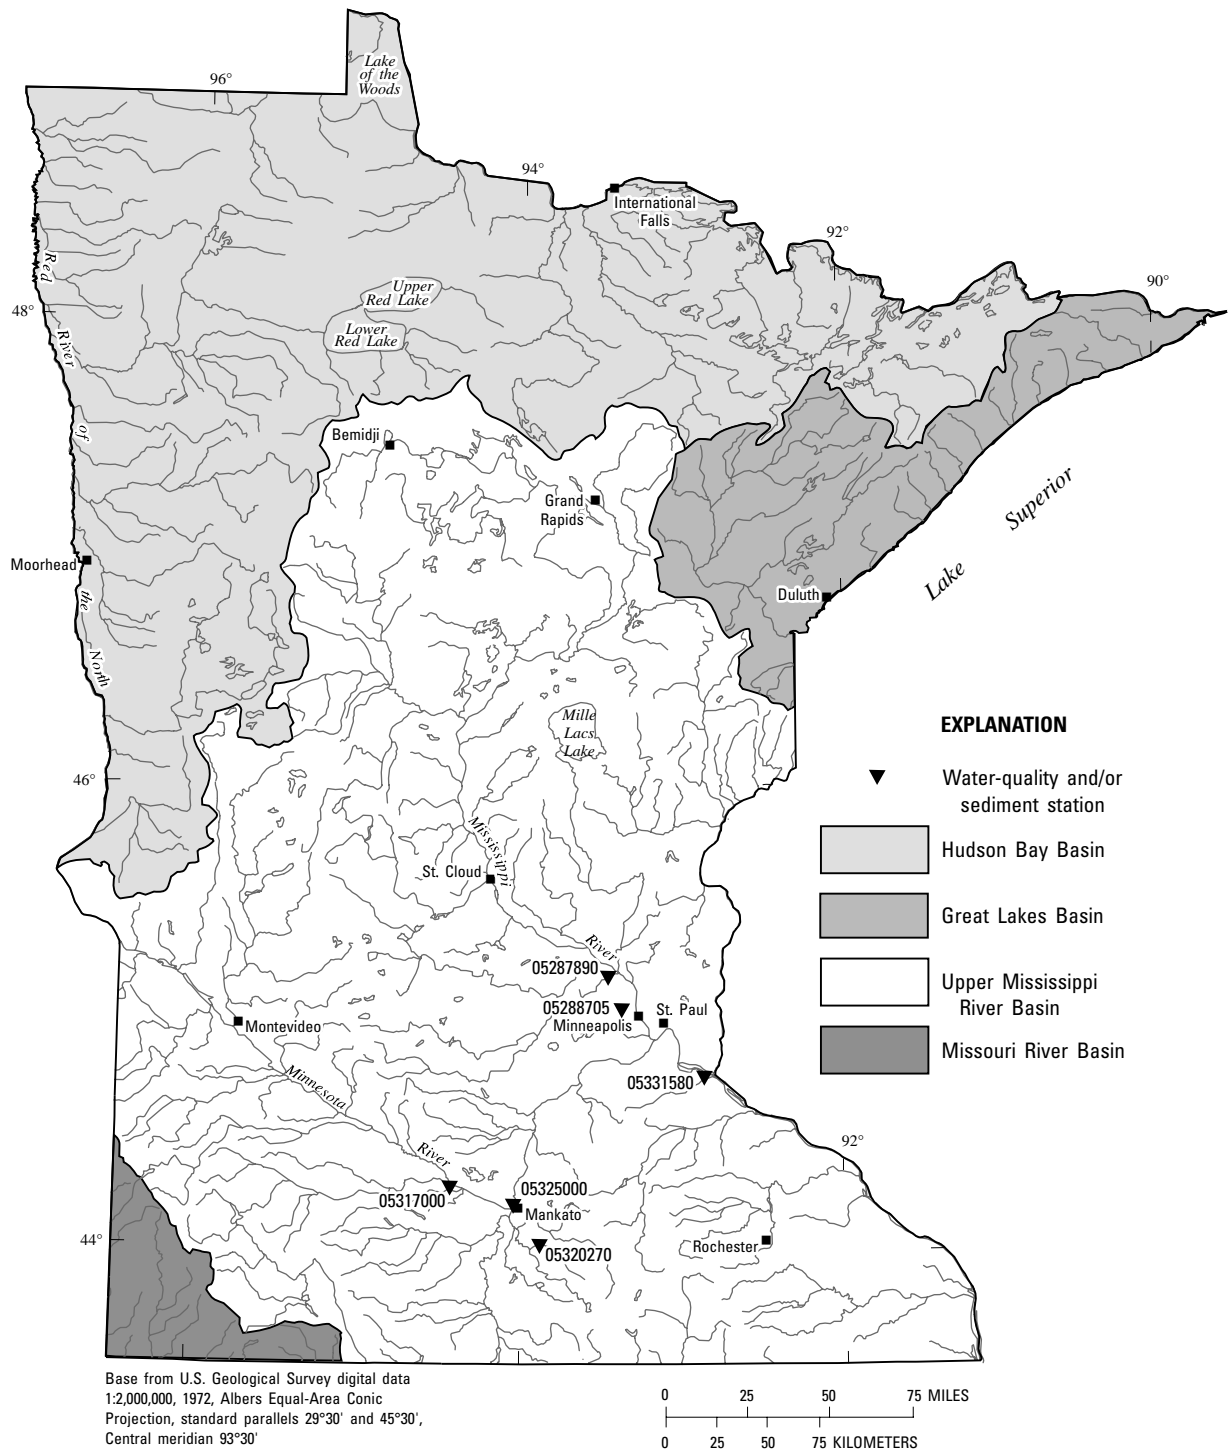 Lake
of the
Woods
96°
94°
International
Falls
92°
90°
Red
River
of
the
North
48°
Upper
Red Lake
Lower
Red Lake
Bemidji
Grand
Rapids
Lake
Superior
Moorhead
Duluth
Mille
Lacs
Lake
46°
Mississippi
River
St. Cloud
05287890
05288705
Minneapolis
St. Paul
Montevideo
Minnesota
River
05331580
92°
05317000
05325000
Mankato
05320270
Rochester
44°
EXPLANATION
Water-quality and/or
sediment station
Hudson Bay Basin
Great Lakes Basin
Upper Mississippi
River Basin
Missouri River Basin
Base from U.S. Geological Survey digital data
1:2,000,000, 1972, Albers Equal-Area Conic
Projection, standard parallels 29°30' and 45°30',
Central meridian 93°30'
0 25 50 75 MILES
0 25 50 75 KILOMETERS